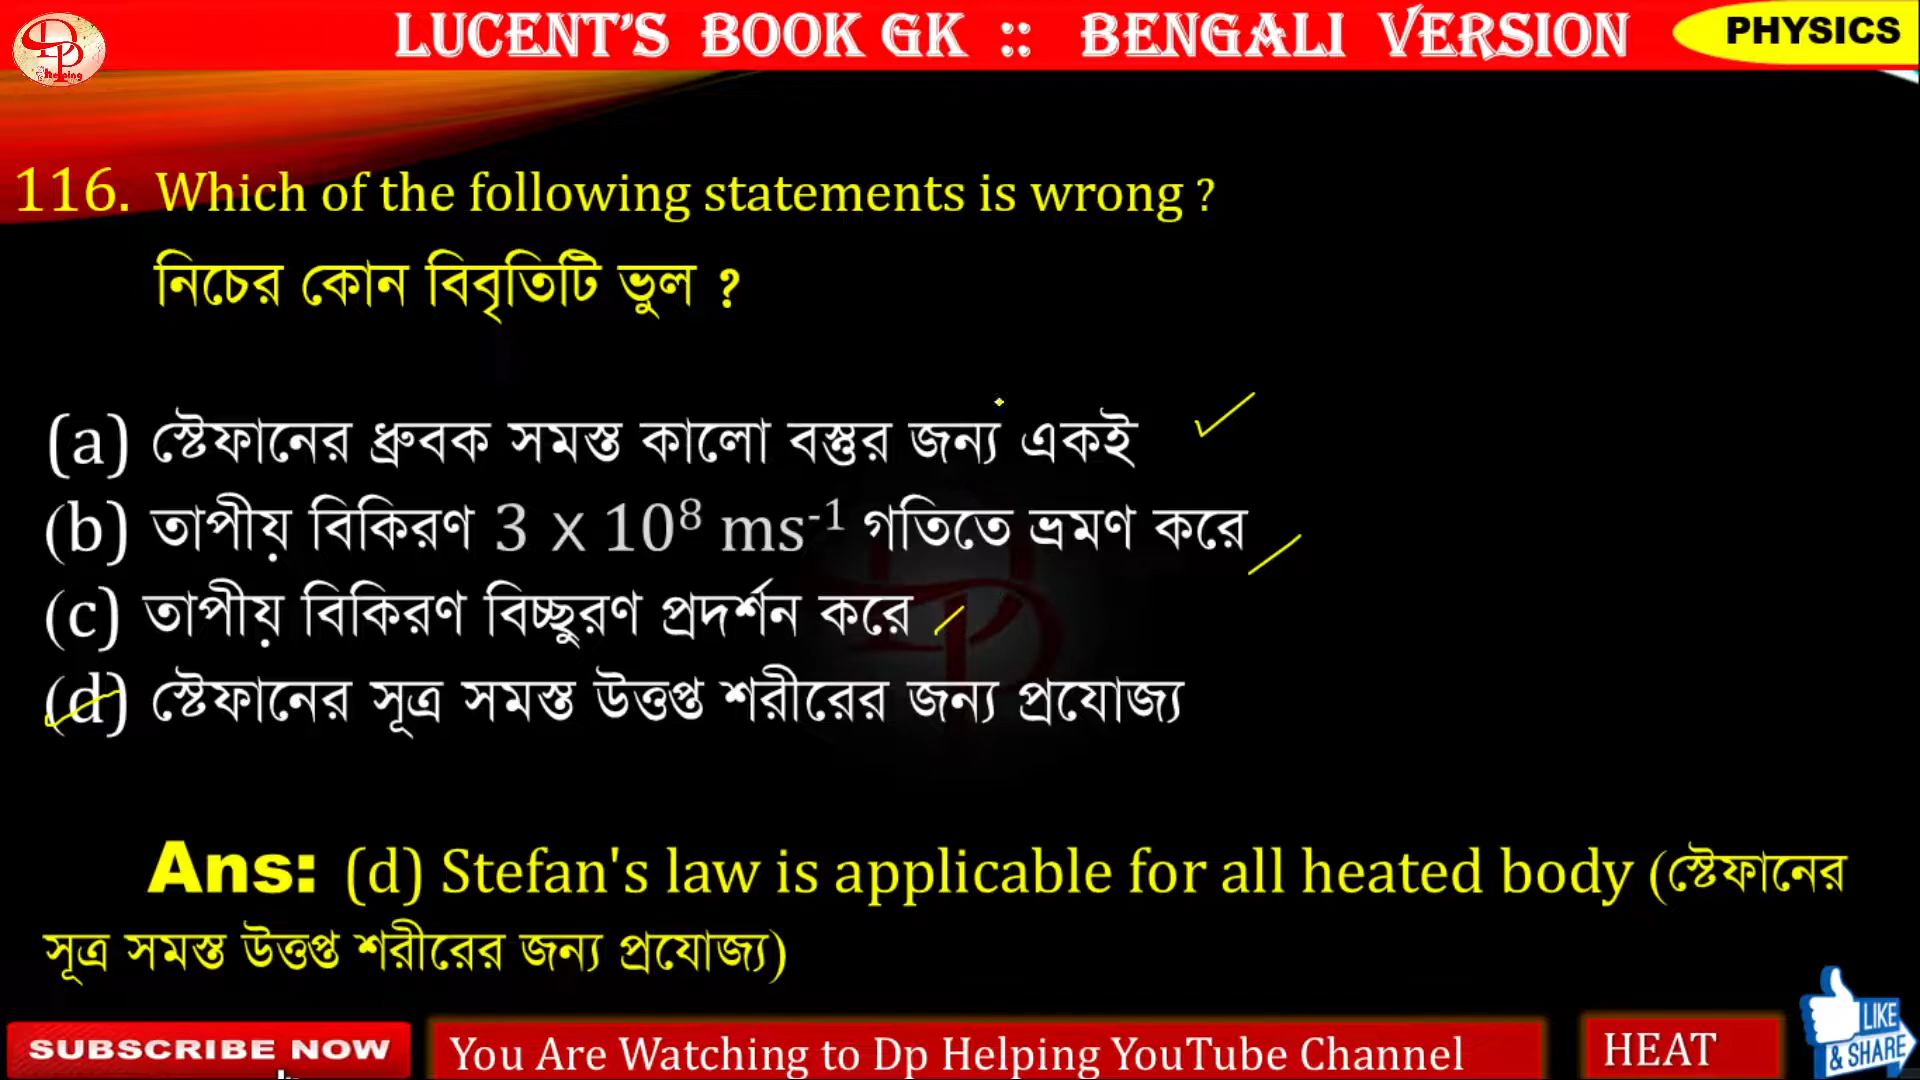 LUCENT'S BOOK GK :: BENGALI VERSION
PHYSICS
116. Which of the following statements is wrong ?
নিচের কোন বিবৃতিটি ভুল ?
(a) স্টেফানের ধ্রুবক সমস্ত কালো বস্তুর জন্য একই
(b) তাপীয় বিকিরণ 3 x 10⁸ ms⁻¹ গতিতে ভ্রমণ করে
(c) তাপীয় বিকিরণ বিচ্ছুরণ প্রদর্শন করে
(d) স্টেফানের সূত্র সমস্ত উত্তপ্ত শরীরের জন্য প্রযোজ্য
Ans: (d) Stefan's law is applicable for all heated body (স্টেফানের
সূত্র সমস্ত উত্তপ্ত শরীরের জন্য প্রযোজ্য)
SUBSCRIBE NOW
You Are Watching to Dp Helping YouTube Channel
HEAT
LIKE
& SHARE